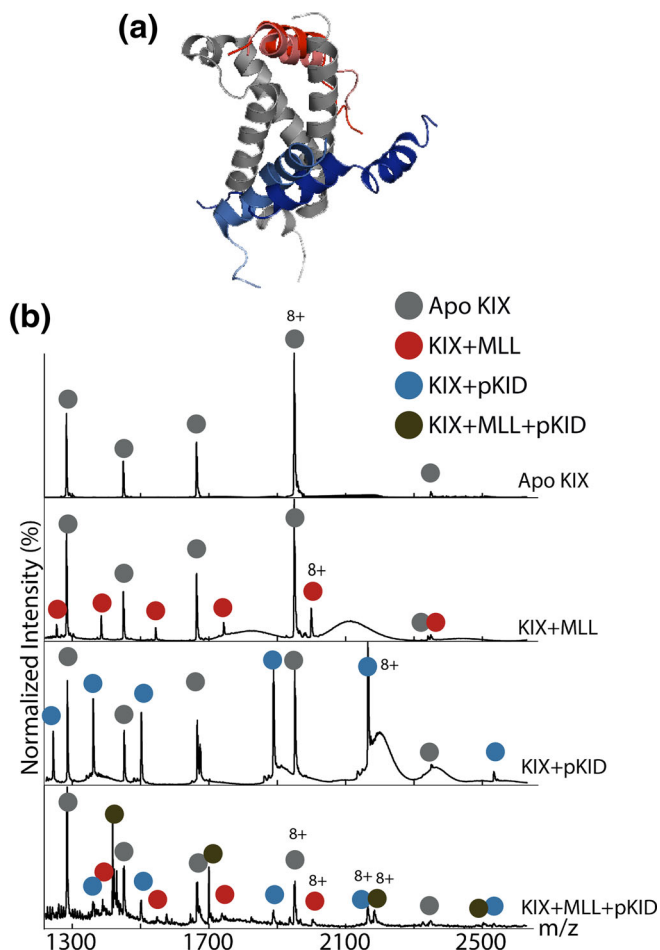 (a)
(b)
Apo KIX
KIX+MLL
KIX+pKID
KIX+MLL+pKID
8+
Apo KIX
8+
KIX+MLL
8+
KIX+pKID
8+
8+
8+
8+
KIX+MLL+pKID
Normalized Intensity (%)
1300
1700
2100
2500
m/z